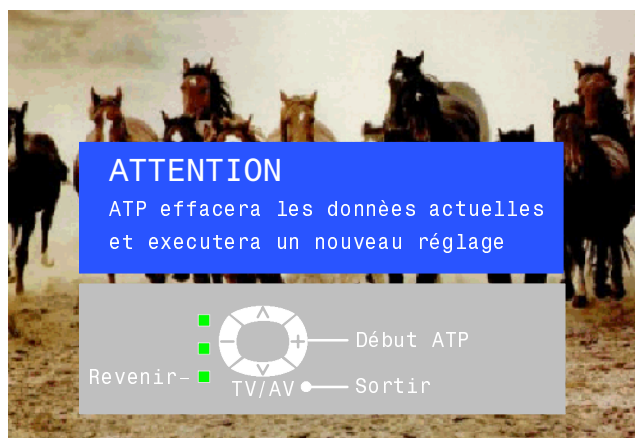 ATTENTION
ATP effacera les donnèes actuelles
et executera un nouveau réglage
Début ATP
Revenir
TV/AV
Sortir